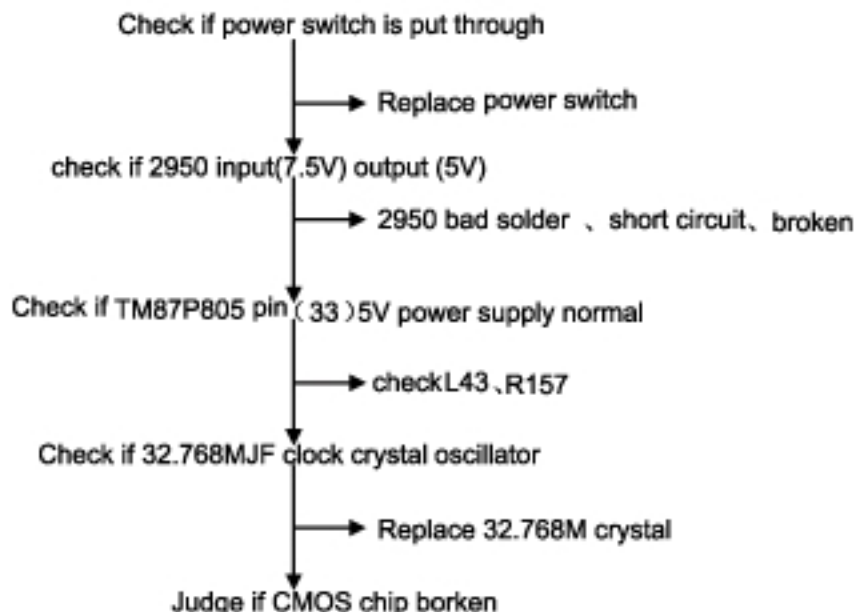 Check if power switch is put through
Replace power switch
check if 2950 input(7.5V) output (5V)
2950 bad solder 、short circuit、broken
Check if TM87P805 pin（33）5V power supply normal
checkL43、R157
Check if 32.768MJF clock crystal oscillator
Replace 32.768M crystal
Judge if CMOS chip borken